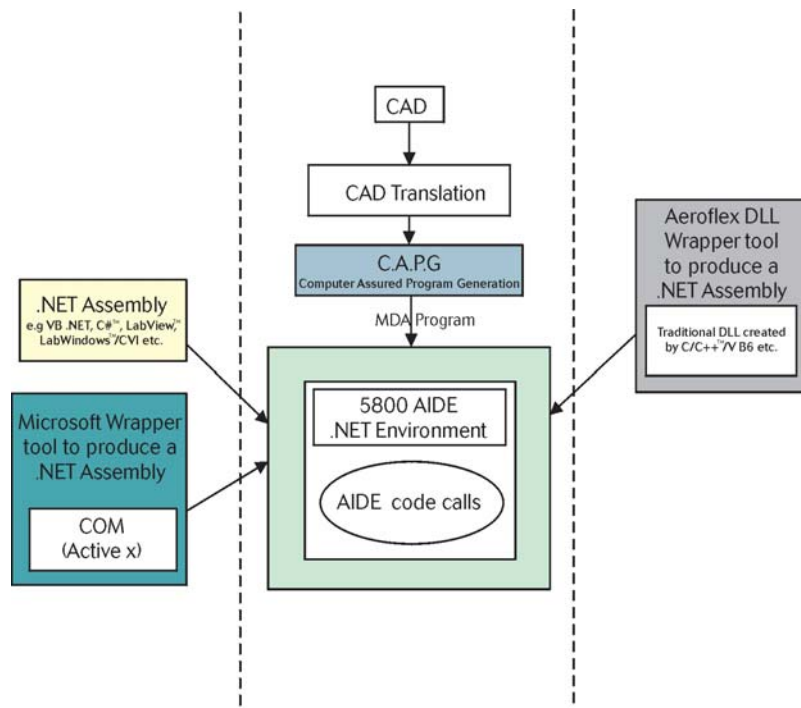 CAD
CAD Translation
C.A.P.G
Computer Assured Program Generation
MDA Program
.NET Assembly
e.g VB .NET, C#™, LabView,™
LabWindows™/CVI etc.
Microsoft Wrapper
tool to produce a
.NET Assembly
COM
(Active x)
5800 AIDE
.NET Environment
AIDE code calls
Aeroflex DLL
Wrapper tool
to produce a
.NET Assembly
Traditional DLL created
by C/C++™/V B6 etc.